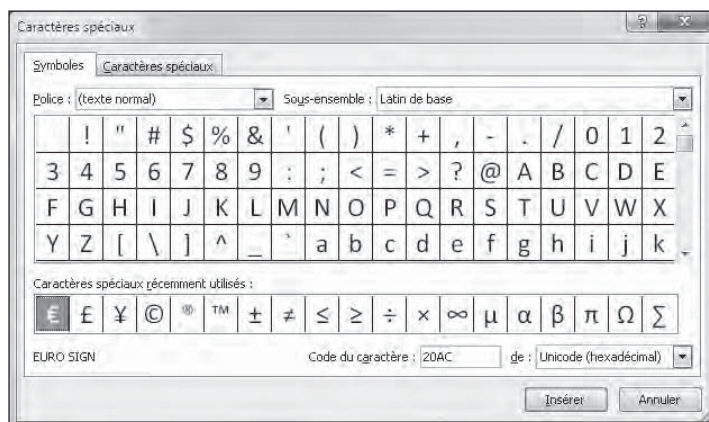 Caractères spéciaux
Symboles Caractères spéciaux
Police : (texte normal) Sous-ensemble : Latin de base
! " # $ % & ' ( ) * + , - . / 0 1 2
3 4 5 6 7 8 9 : ; < = > ? @ A B C D E
F G H I J K L M N O P Q R S T U V W X
Y Z [ \ ] ^ _ ` a b c d e f g h i j k
Caractères spéciaux récemment utilisés :
€ £ ¥ © ® ™ ± ≠ ≤ ≥ ÷ × ∞ µ α β π Ω ∑
EURO SIGN Code du caractère : 20AC de : Unicode (hexadécimal)
Insérer Annuler